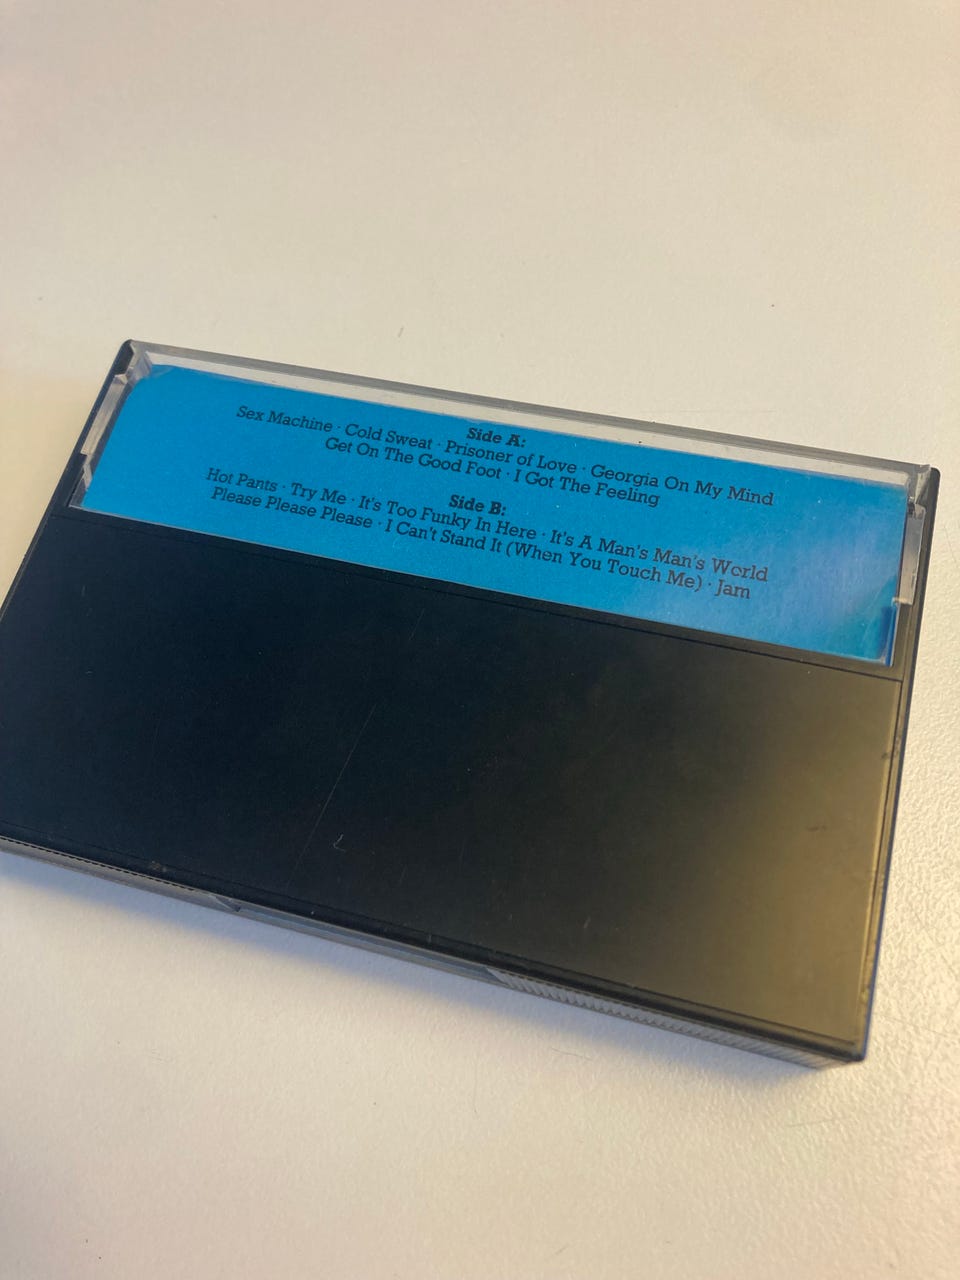 Side A:
Sex Machine · Cold Sweat · Prisoner of Love · Georgia On My Mind
Get On The Good Foot · I Got The Feeling
Side B:
Hot Pants · Try Me · It's Too Funky In Here · It's A Man's Man's World
Please Please Please · I Can't Stand It (When You Touch Me) · Jam